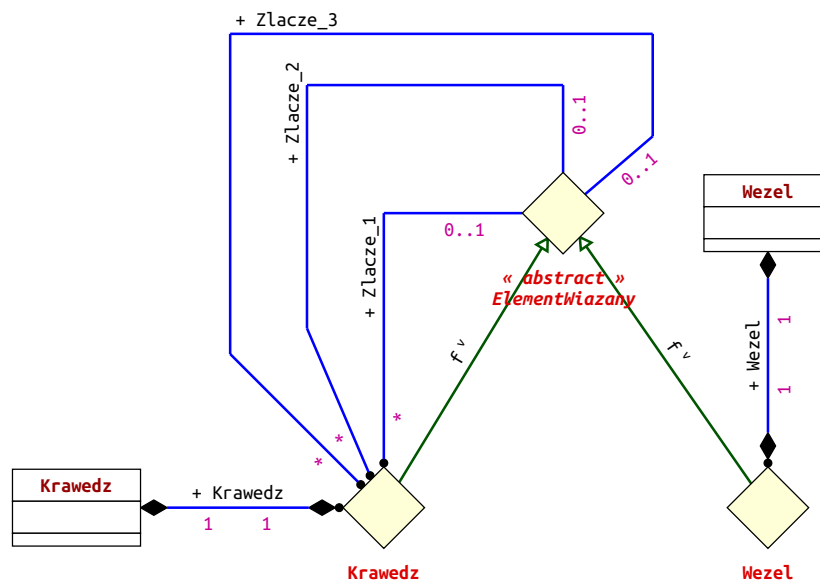 + Zlacze_3
+ Zlacze_2
0..1
0..1
Wezel
+ Zlacze_1
0..1
« abstract »
ElementWiazany
1
+ Wezel
f v
f v
1
*
*
*
Krawedz
+ Krawedz
1
1
Krawedz
Wezel